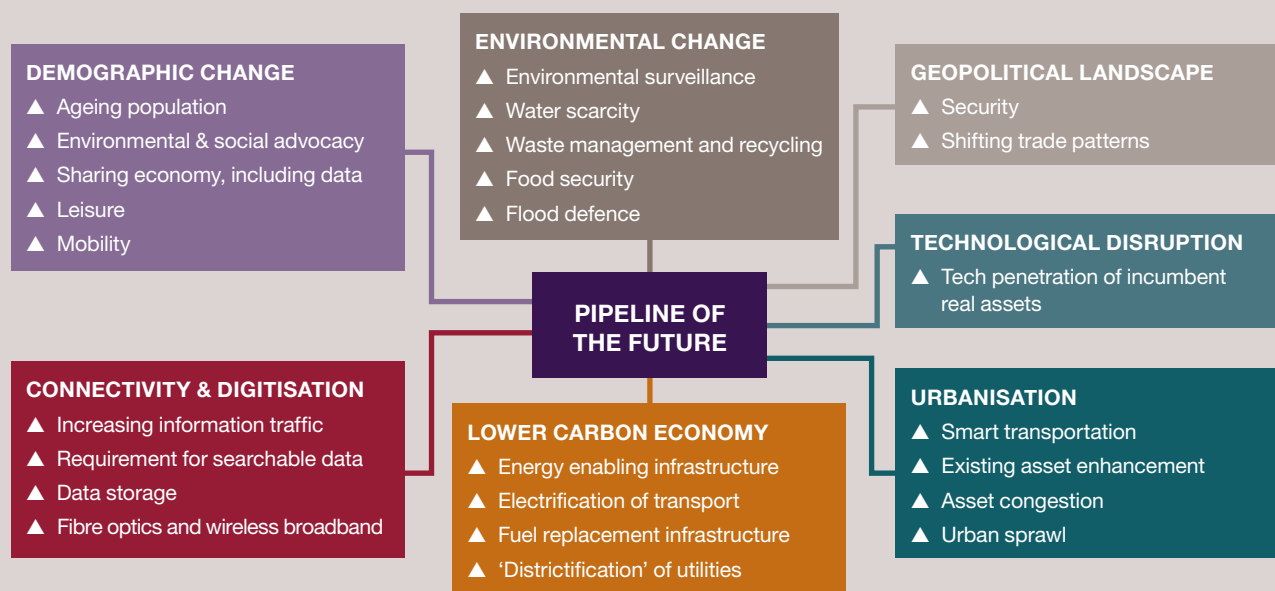 DEMOGRAPHIC CHANGE
▲ Ageing population
▲ Environmental & social advocacy
▲ Sharing economy, including data
▲ Leisure
▲ Mobility
ENVIRONMENTAL CHANGE
▲ Environmental surveillance
▲ Water scarcity
▲ Waste management and recycling
▲ Food security
▲ Flood defence
GEOPOLITICAL LANDSCAPE
▲ Security
▲ Shifting trade patterns
TECHNOLOGICAL DISRUPTION
▲ Tech penetration of incumbent
real assets
PIPELINE OF
THE FUTURE
CONNECTIVITY & DIGITISATION
▲ Increasing information traffic
▲ Requirement for searchable data
▲ Data storage
▲ Fibre optics and wireless broadband
LOWER CARBON ECONOMY
▲ Energy enabling infrastructure
▲ Electrification of transport
▲ Fuel replacement infrastructure
▲ ‘Districtification’ of utilities
URBANISATION
▲ Smart transportation
▲ Existing asset enhancement
▲ Asset congestion
▲ Urban sprawl